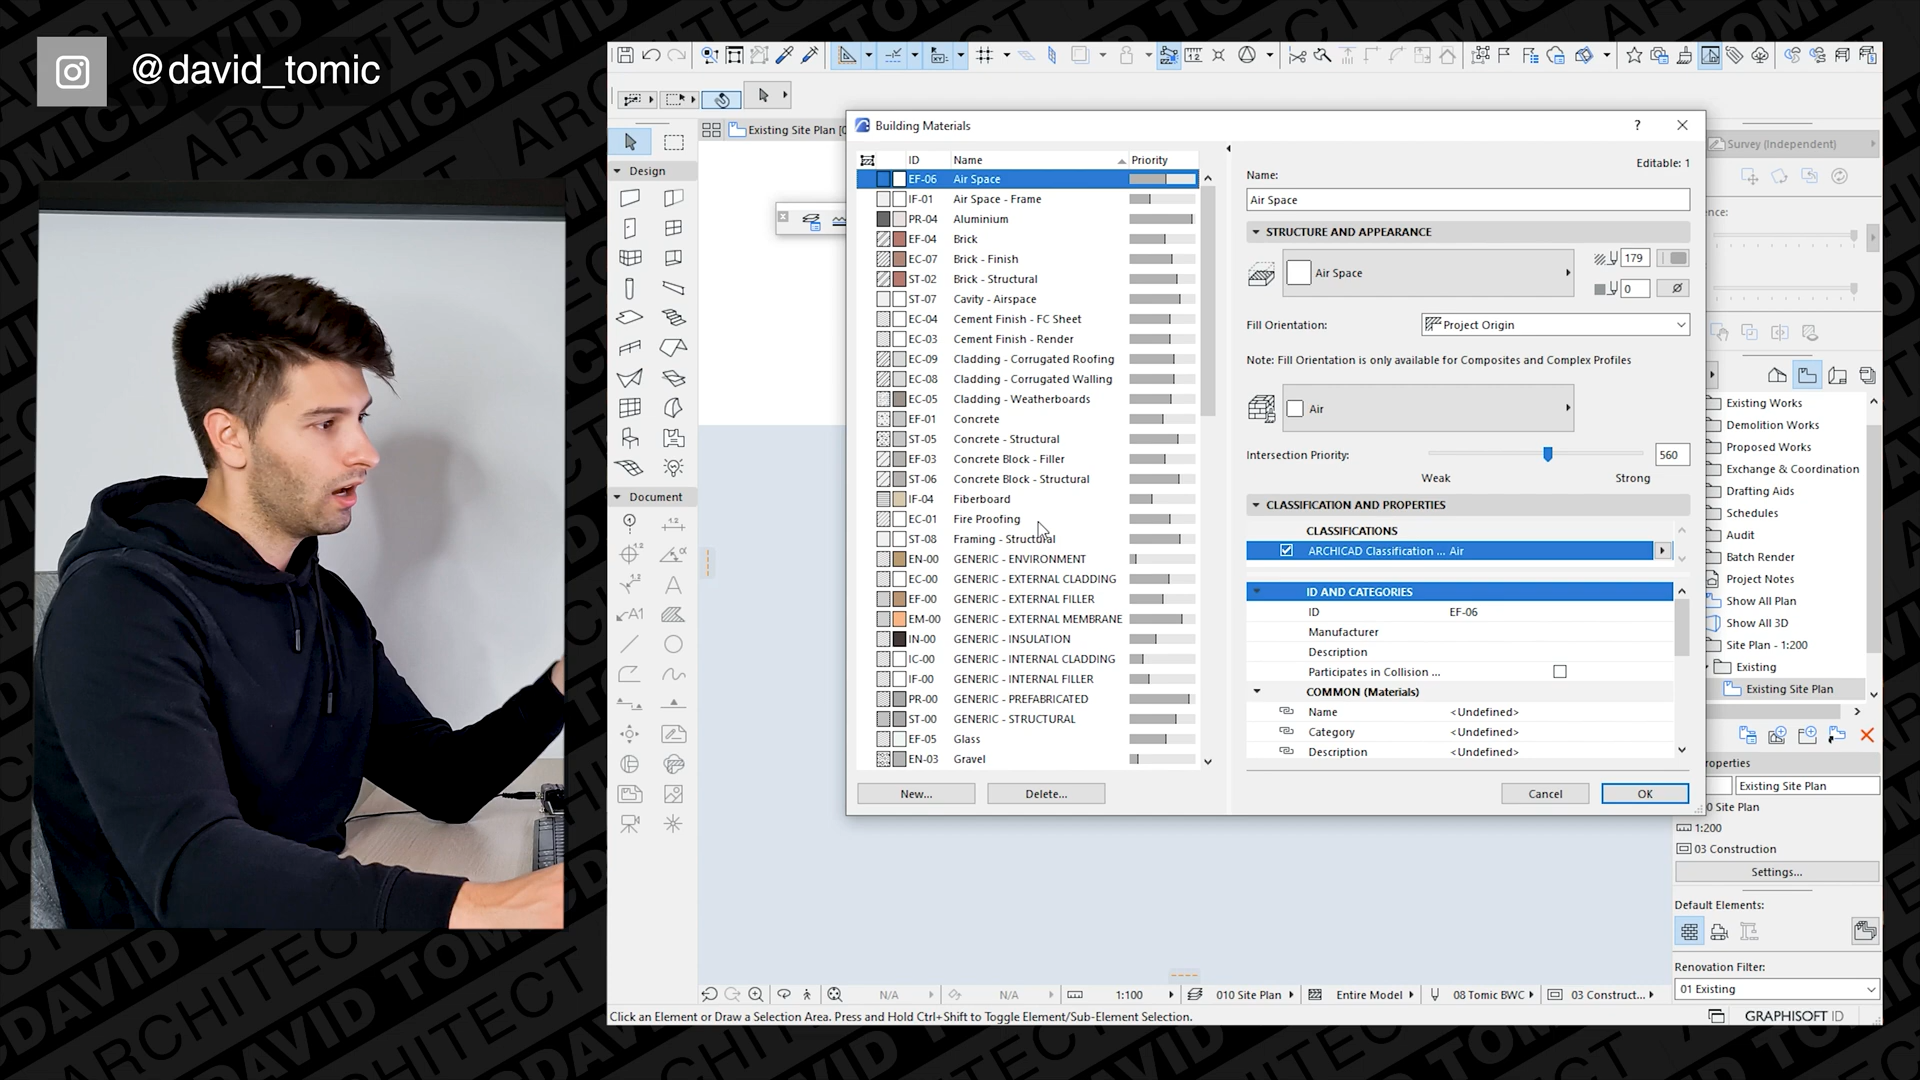 @david_tomic
Existing Site Plan [0
Design
Document
Building Materials
?
ID Name Priority
EF-06 Air Space
IF-01 Air Space - Frame
PR-04 Aluminium
EF-04 Brick
EC-07 Brick - Finish
ST-02 Brick - Structural
ST-07 Cavity - Airspace
EC-04 Cement Finish - FC Sheet
EC-03 Cement Finish - Render
EC-09 Cladding - Corrugated Roofing
EC-08 Cladding - Corrugated Walling
EC-05 Cladding - Weatherboards
EF-01 Concrete
ST-05 Concrete - Structural
EF-03 Concrete Block - Filler
ST-06 Concrete Block - Structural
IF-04 Fiberboard
EC-01 Fire Proofing
ST-08 Framing - Structural
EN-00 GENERIC - ENVIRONMENT
EC-00 GENERIC - EXTERNAL CLADDING
EF-00 GENERIC - EXTERNAL FILLER
EM-00 GENERIC - EXTERNAL MEMBRANE
IN-00 GENERIC - INSULATION
IC-00 GENERIC - INTERNAL CLADDING
IF-00 GENERIC - INTERNAL FILLER
PR-00 GENERIC - PREFABRICATED
ST-00 GENERIC - STRUCTURAL
EF-05 Glass
EN-03 Gravel
New...
Delete...
Editable: 1
Name:
Air Space
STRUCTURE AND APPEARANCE
Air Space
179
0
Fill Orientation:
Project Origin
Note: Fill Orientation is only available for Composites and Complex Profiles
Air
Intersection Priority:
560
Weak
Strong
CLASSIFICATION AND PROPERTIES
CLASSIFICATIONS
ARCHICAD Classification ... Air
ID AND CATEGORIES
ID EF-06
Manufacturer
Description
Participates in Collision ...
COMMON (Materials)
Name <Undefined>
Category <Undefined>
Description <Undefined>
Cancel
OK
Survey (Independent)
nce:
Existing Works
Demolition Works
Proposed Works
Exchange & Coordination
Drafting Aids
Schedules
Audit
Batch Render
Project Notes
Show All Plan
Show All 3D
Site Plan - 1:200
Existing
Existing Site Plan
roperties
Existing Site Plan
0 Site Plan
1:200
03 Construction
Settings...
Default Elements:
Renovation Filter:
01 Existing
N/A
N/A
1:100
010 Site Plan
Entire Model
08 Tomic BWC
03 Construct...
Click an Element or Draw a Selection Area. Press and Hold Ctrl+Shift to Toggle Element/Sub-Element Selection.
GRAPHISOFT ID